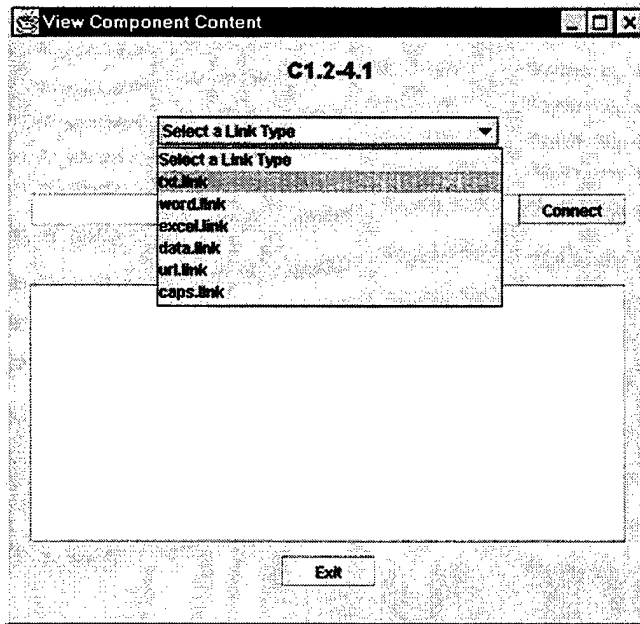 View Component Content
C1.2-4.1
Select a Link Type
Select a Link Type
txt.link
word.link
Connect
excel.link
data.link
url.link
caps.link
Exit